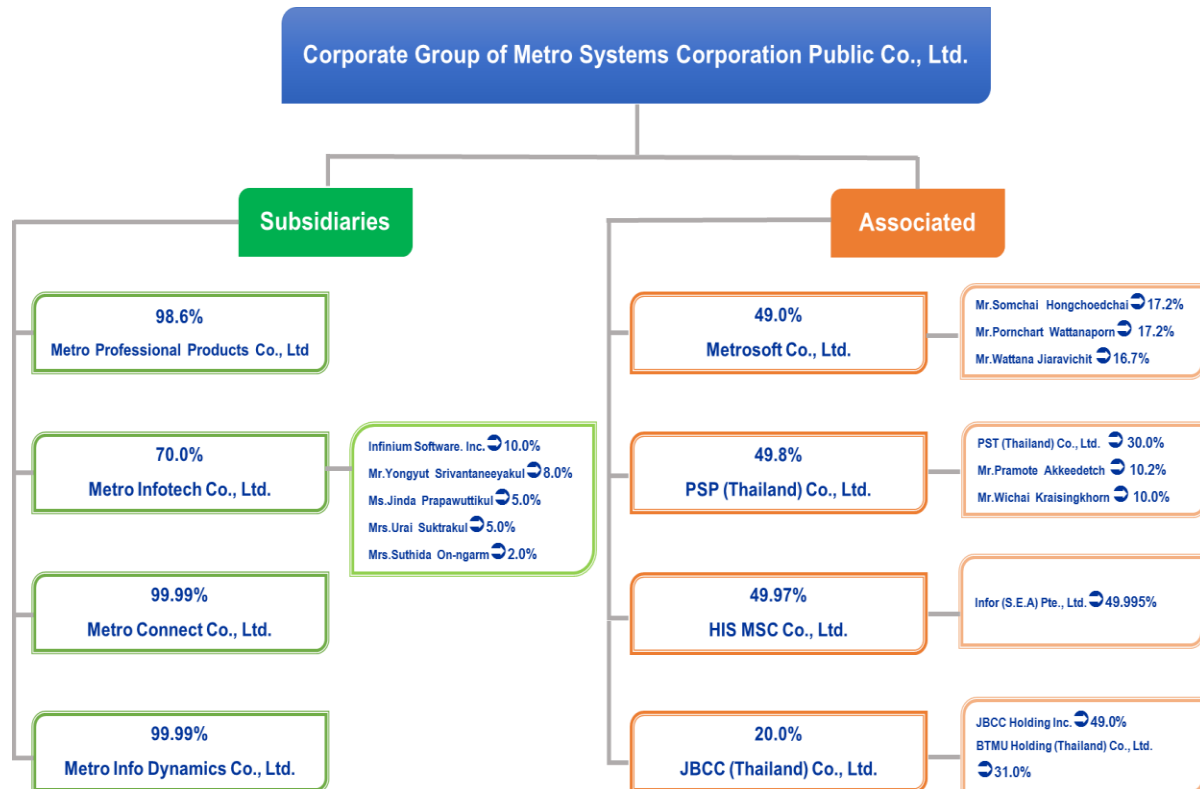 Corporate Group of Metro Systems Corporation Public Co., Ltd.
Subsidiaries
98.6%
Metro Professional Products Co., Ltd
70.0%
Metro Infotech Co., Ltd.
Infinium Software. Inc. ➲ 10.0%
Mr.Yongyut Srivantaneeyakul ➲ 8.0%
Ms.Jinda Prapawuttikul ➲ 5.0%
Mrs.Urai Suktrakul ➲ 5.0%
Mrs.Suthida On-ngarm ➲ 2.0%
99.99%
Metro Connect Co., Ltd.
99.99%
Metro Info Dynamics Co., Ltd.
Associated
49.0%
Metrosoft Co., Ltd.
Mr.Somchai Hongchoedchai ➲ 17.2%
Mr.Pornchart Wattanaporn ➲ 17.2%
Mr.Wattana Jiaravichit ➲ 16.7%
49.8%
PSP (Thailand) Co., Ltd.
PST (Thailand) Co., Ltd. ➲ 30.0%
Mr.Pramote Akkeedetch ➲ 10.2%
Mr.Wichai Kraisingkhorn ➲ 10.0%
49.97%
HIS MSC Co., Ltd.
Infor (S.E.A) Pte., Ltd. ➲ 49.995%
20.0%
JBCC (Thailand) Co., Ltd.
JBCC Holding Inc. ➲ 49.0%
BTMU Holding (Thailand) Co., Ltd.
➲ 31.0%